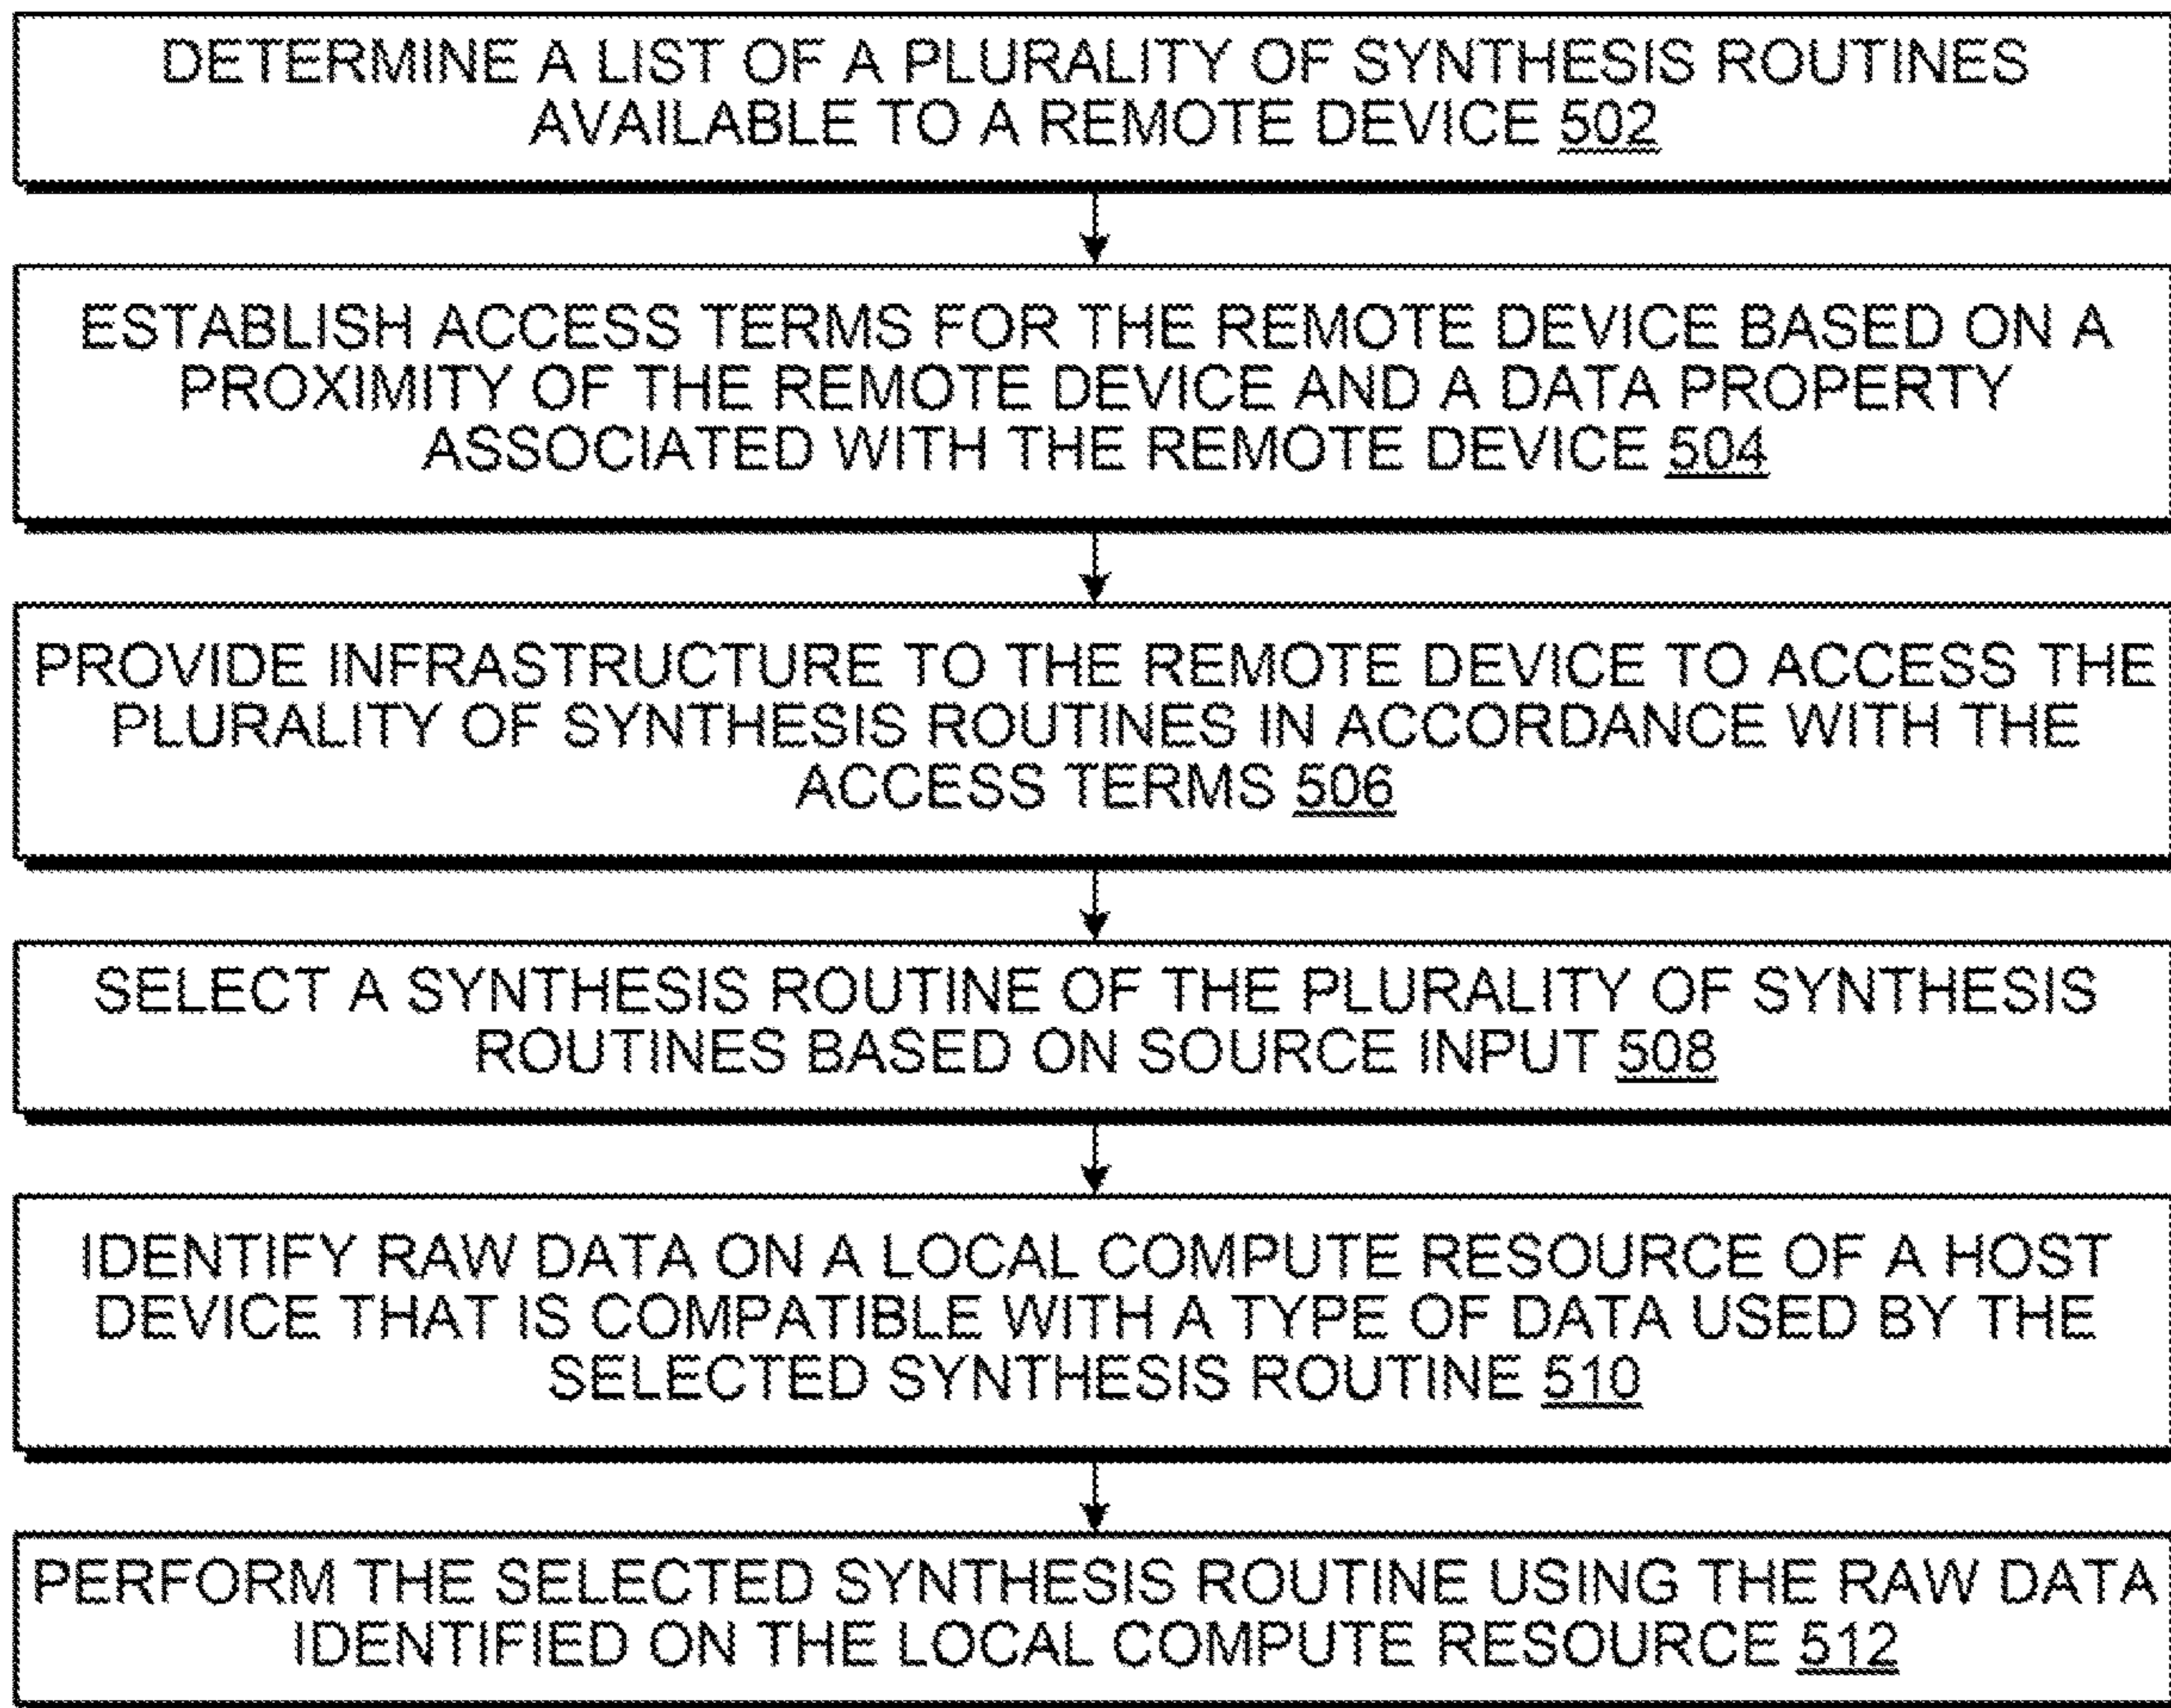 DETERMINE A LIST OF A PLURALITY OF SYNTHESIS ROUTINES
AVAILABLE TO A REMOTE DEVICE 502
ESTABLISH ACCESS TERMS FOR THE REMOTE DEVICE BASED ON A
PROXIMITY OF THE REMOTE DEVICE AND A DATA PROPERTY
ASSOCIATED WITH THE REMOTE DEVICE 504
PROVIDE INFRASTRUCTURE TO THE REMOTE DEVICE TO ACCESS THE
PLURALITY OF SYNTHESIS ROUTINES IN ACCORDANCE WITH THE
ACCESS TERMS 506
SELECT A SYNTHESIS ROUTINE OF THE PLURALITY OF SYNTHESIS
ROUTINES BASED ON SOURCE INPUT 508
IDENTIFY RAW DATA ON A LOCAL COMPUTE RESOURCE OF A HOST
DEVICE THAT IS COMPATIBLE WITH A TYPE OF DATA USED BY THE
SELECTED SYNTHESIS ROUTINE 510
PERFORM THE SELECTED SYNTHESIS ROUTINE USING THE RAW DATA
IDENTIFIED ON THE LOCAL COMPUTE RESOURCE 512